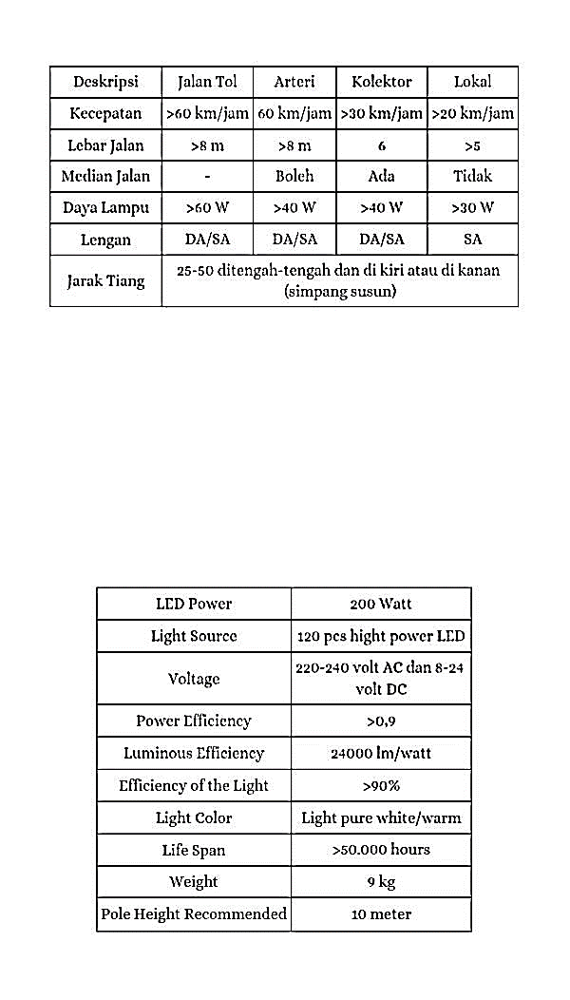 Deskripsi Jalan Tol Arteri Kolektor Lokal
Kecepatan >60 km/jam 60 km/jam >30 km/jam >20 km/jam
Lebar Jalan >8 m >8 m 6 >5
Median Jalan - Boleh Ada Tidak
Daya Lampu >60 W >40 W >40 W >30 W
Lengan DA/SA DA/SA DA/SA SA
Jarak Tiang 25-50 ditengah-tengah dan di kiri atau di kanan
(simpang susun)
LED Power 200 Watt
Light Source 120 pcs hight power LED
Voltage 220-240 volt AC dan 8-24
volt DC
Power Efficiency >0,9
Luminous Efficiency 24000 lm/watt
Efficiency of the Light >90%
Light Color Light pure white/warm
Life Span >50.000 hours
Weight 9 kg
Pole Height Recommended 10 meter